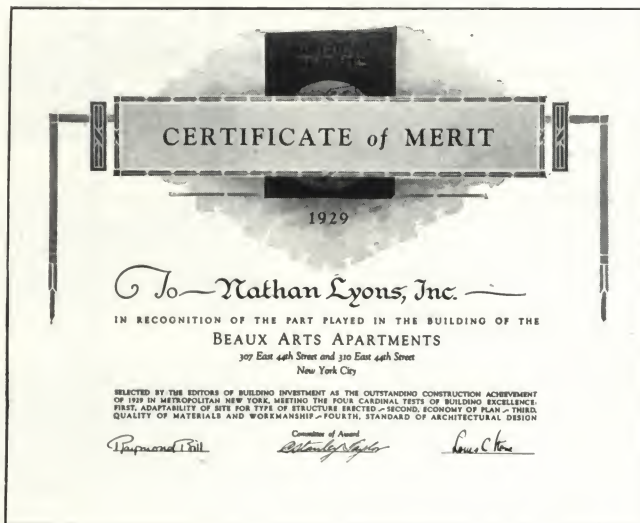 CERTIFICATE of MERIT
1929
To Nathan Lyons, Inc.
IN RECOGNITION OF THE PART PLAYED IN THE BUILDING OF THE
BEAUX ARTS APARTMENTS
307 East 44th Street and 310 East 44th Street
New York City
SELECTED BY THE EDITORS OF BUILDING INVESTMENT AS THE OUTSTANDING CONSTRUCTION ACHIEVEMENT
OF 1929 IN METROPOLITAN NEW YORK, MEETING THE FOUR CARDINAL TESTS OF BUILDING EXCELLENCE:
FIRST, ADAPTABILITY OF SITE FOR TYPE OF STRUCTURE ERECTED ~ SECOND, ECONOMY OF PLAN ~ THIRD,
QUALITY OF MATERIALS AND WORKMANSHIP ~ FOURTH, STANDARD OF ARCHITECTURAL DESIGN
Committee of Award
Raymond Stanley Taylor Louis C.